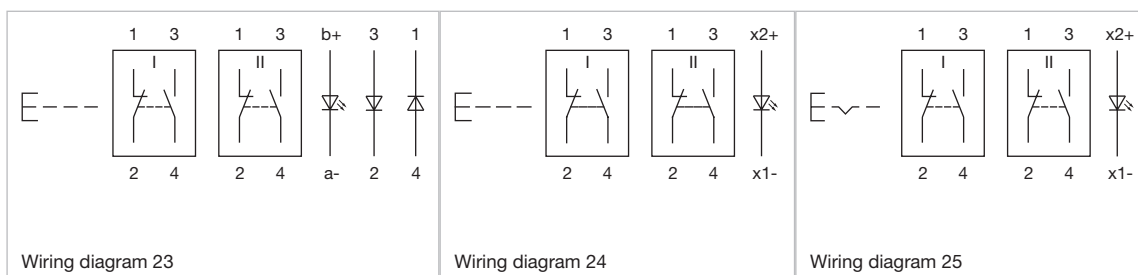 1 3 1 3 b+ 3 1
I II
2 4 2 4 a- 2 4
Wiring diagram 23
1 3 1 3 x2+
I II
2 4 2 4 x1-
Wiring diagram 24
1 3 1 3 x2+
I II
2 4 2 4 x1-
Wiring diagram 25